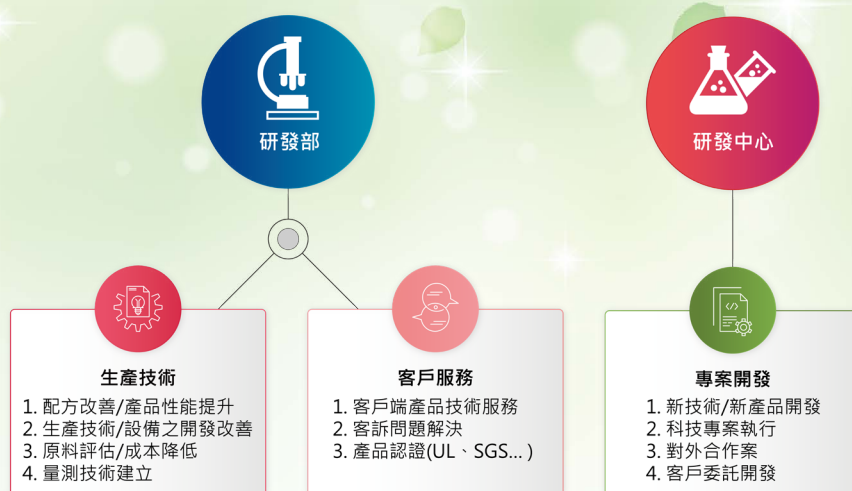 研發部
研發中心
生產技術
1. 配方改善/產品性能提升
2. 生產技術/設備之開發改善
3. 原料評估/成本降低
4. 量測技術建立
客戶服務
1. 客戶端產品技術服務
2. 客訴問題解決
3. 產品認證(UL、SGS... )
專案開發
1. 新技術/新產品開發
2. 科技專案執行
3. 對外合作案
4. 客戶委託開發